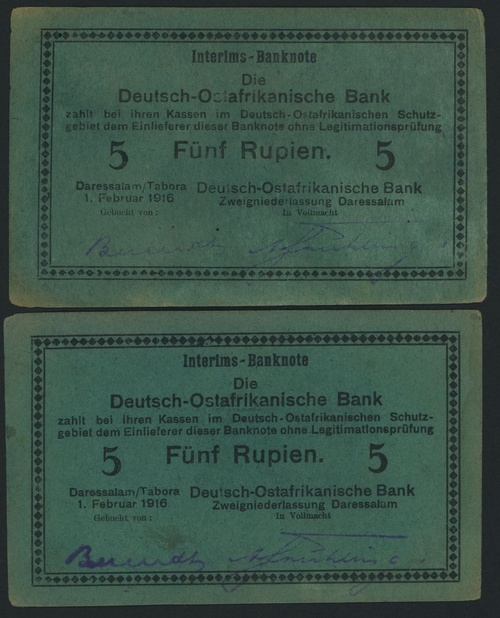 Interims-Banknote
Die
Deutsch-Ostafrikanische Bank
zahlt bei ihren Kassen im Deutsch-Ostafrikanischen Schutz-
gebiet dem Einlieferer dieser Banknote ohne Legitimationsprüfung
5 Fünf Rupien. 5
Daressalam/Tabora Deutsch-Ostafrikanische Bank
1. Februar 1916 Zweigniederlassung Daressalam
Gebucht von: In Vollmacht
Interims-Banknote
Die
Deutsch-Ostafrikanische Bank
zahlt bei ihren Kassen im Deutsch-Ostafrikanischen Schutz-
gebiet dem Einlieferer dieser Banknote ohne Legitimationsprüfung
5 Fünf Rupien. 5
Daressalam/Tabora Deutsch-Ostafrikanische Bank
1. Februar 1916 Zweigniederlassung Daressalam
Gebucht von: In Vollmacht